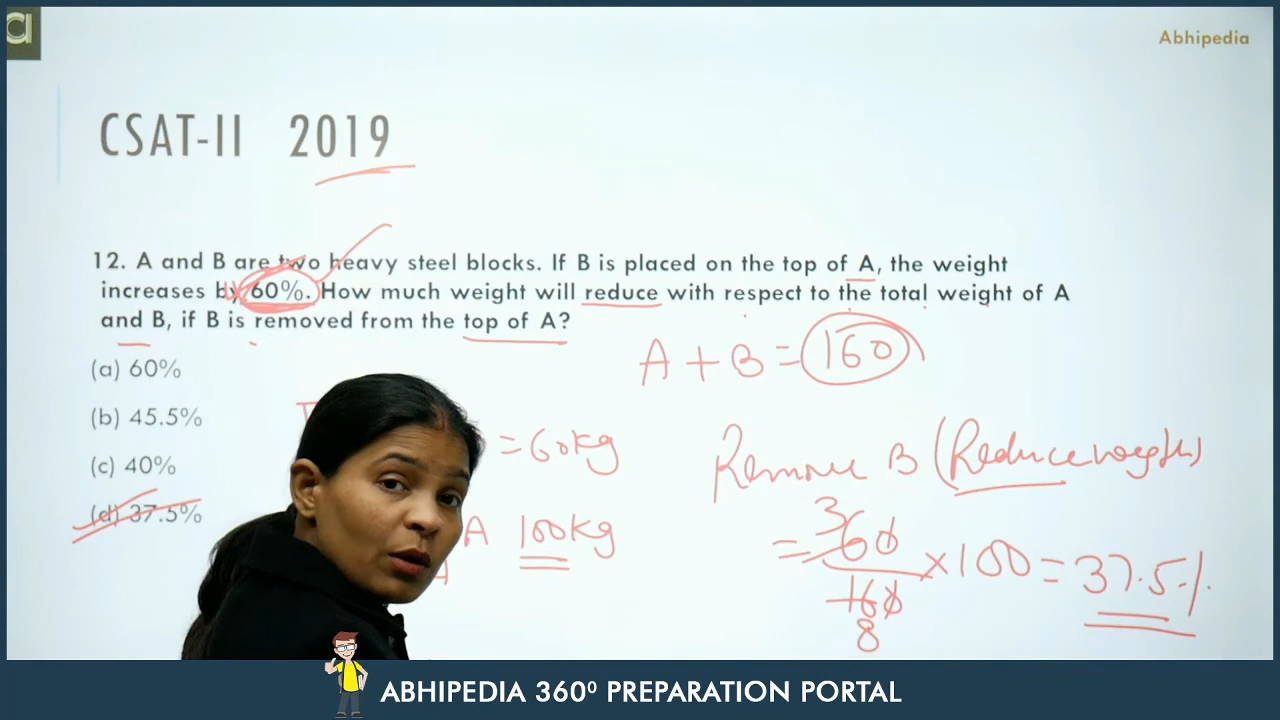 a
Abhipedia
CSAT-II 2019
12. A and B are two heavy steel blocks. If B is placed on the top of A, the weight
increases by 60%. How much weight will reduce with respect to the total weight of A
and B, if B is removed from the top of A?
(a) 60%
(b) 45.5%
(c) 40%
(d) 37.5%
A + B = 160
= 60kg
A 100kg
Remove B (Reduce weight)
3
= 60
160 × 100 = 37.5%
8
ABHIPEDIA 360⁰ PREPARATION PORTAL